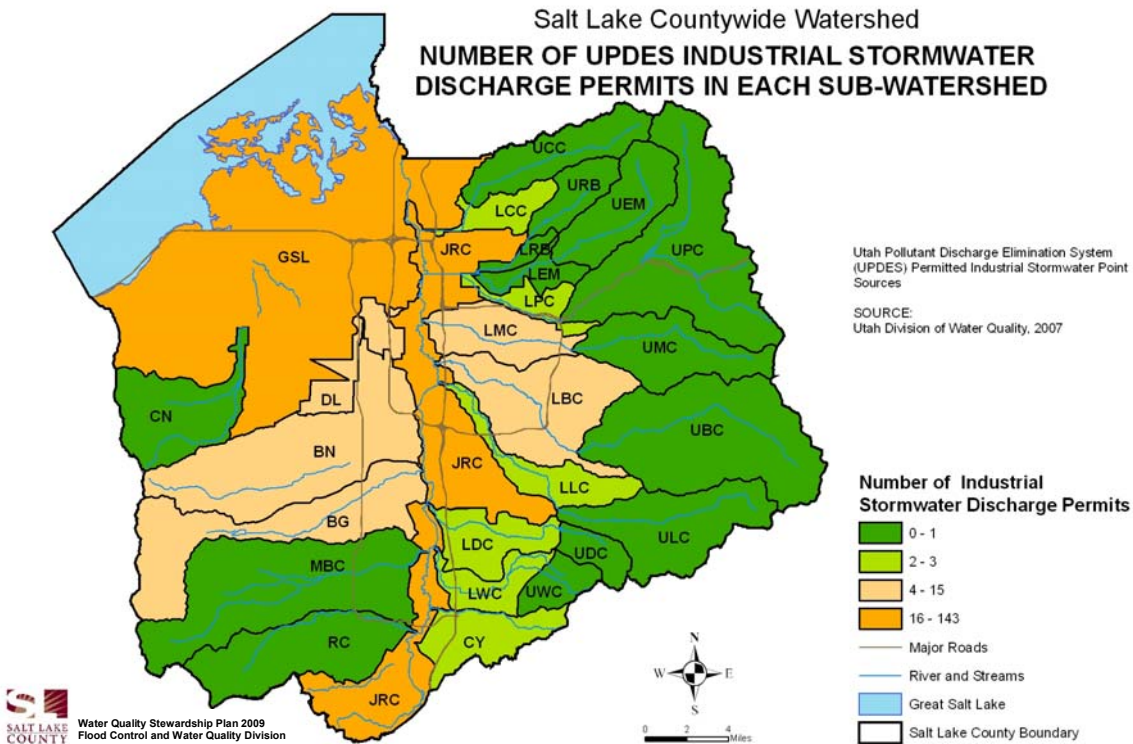 Salt Lake Countywide Watershed
NUMBER OF UPDES INDUSTRIAL STORMWATER
DISCHARGE PERMITS IN EACH SUB-WATERSHED
UCC
URB
UEM
LCC
UPC
GSL
JRC
LRB
LEM
LPC
LMC
UMC
DL
CN
LBC
UBC
BN
JRC
LLC
BG
LDC
ULC
UDC
MBC
LWC
UWC
RC
CY
JRC
Utah Pollutant Discharge Elimination System
(UPDES) Permitted Industrial Stormwater Point
Sources
SOURCE:
Utah Division of Water Quality, 2007
Number of Industrial
Stormwater Discharge Permits
0 - 1
2 - 3
4 - 15
16 - 143
Major Roads
River and Streams
Great Salt Lake
Salt Lake County Boundary
N
W E
S
0 2 4
Miles
SL
SALT LAKE
COUNTY
Water Quality Stewardship Plan 2009
Flood Control and Water Quality Division